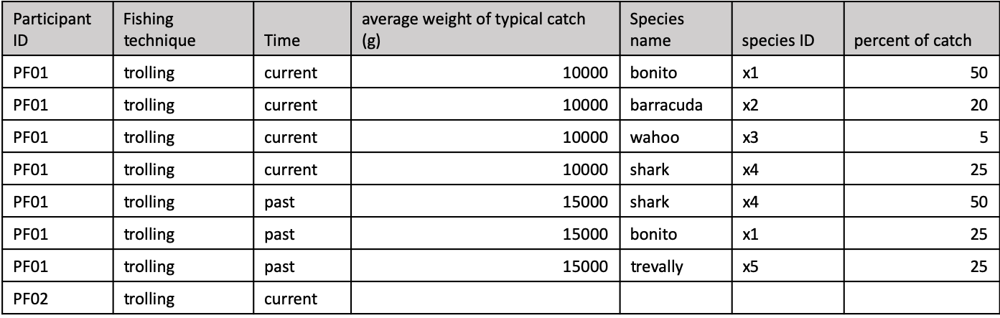 Participant ID | Fishing technique | Time | average weight of typical catch (g) | Species name | species ID | percent of catch
PF01 | trolling | current | 10000 | bonito | x1 | 50
PF01 | trolling | current | 10000 | barracuda | x2 | 20
PF01 | trolling | current | 10000 | wahoo | x3 | 5
PF01 | trolling | current | 10000 | shark | x4 | 25
PF01 | trolling | past | 15000 | shark | x4 | 50
PF01 | trolling | past | 15000 | bonito | x1 | 25
PF01 | trolling | past | 15000 | trevally | x5 | 25
PF02 | trolling | current